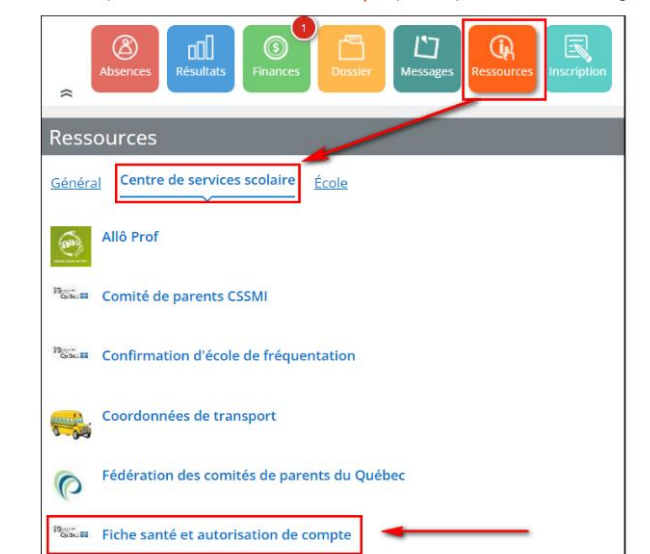 1
Absences Résultats Finances Dossier Messages Ressources Inscription
Ressources
Général Centre de services scolaire École
Allô Prof
Comité de parents CSSMI
Confirmation d'école de fréquentation
Coordonnées de transport
Fédération des comités de parents du Québec
Fiche santé et autorisation de compte